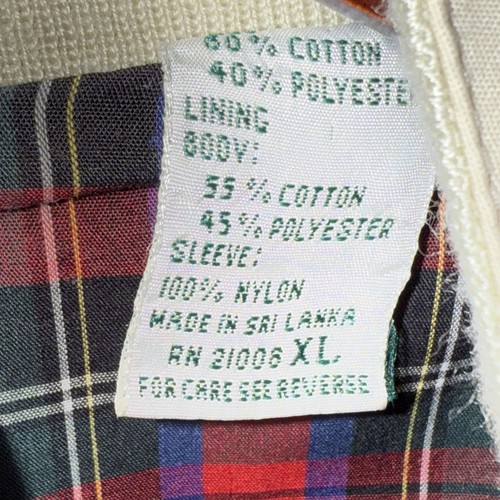 60% COTTON
40% POLYESTER
LINING
BODY:
55% COTTON
45% POLYESTER
SLEEVE:
100% NYLON
MADE IN SRI LANKA
RN 21006 XL
FOR CARE SEE REVERSE